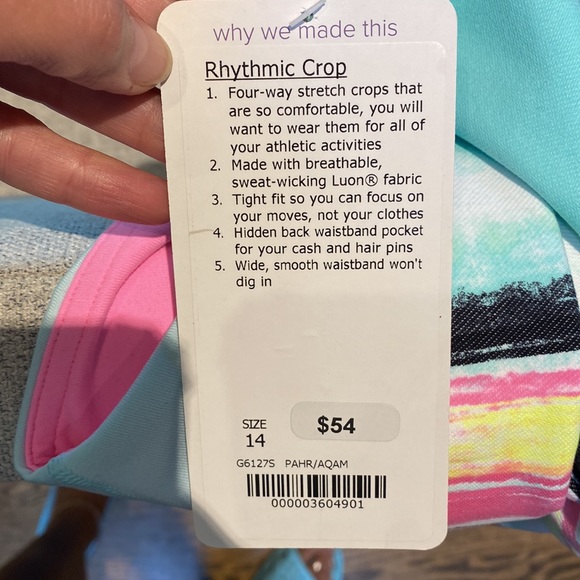 why we made this
Rhythmic Crop
1. Four-way stretch crops that
are so comfortable, you will
want to wear them for all of
your athletic activities
2. Made with breathable,
sweat-wicking Luon® fabric
3. Tight fit so you can focus on
your moves, not your clothes
4. Hidden back waistband pocket
for your cash and hair pins
5. Wide, smooth waistband won't
dig in
SIZE
14
$54
G6127S PAHR/AQAM
000003604901